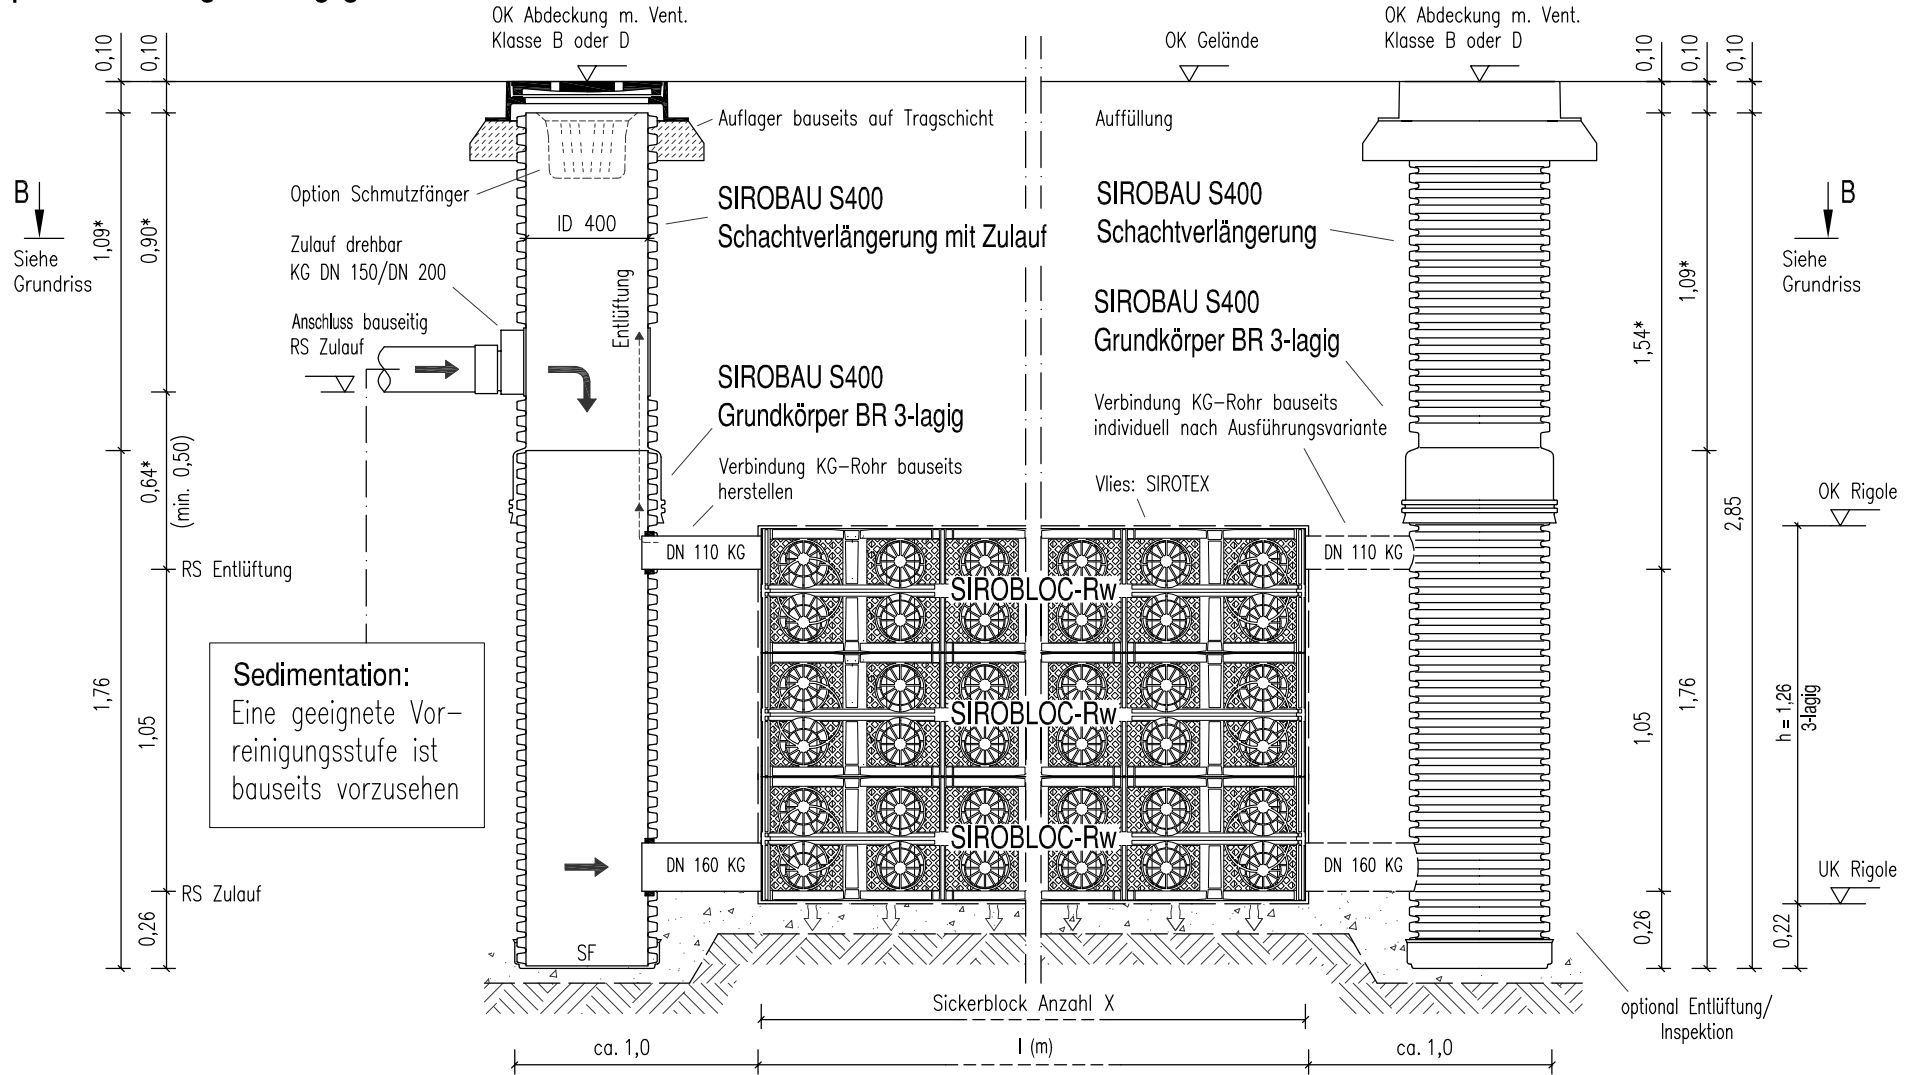 OK Abdeckung m. Vent.
Klasse B oder D
OK Gelände
OK Abdeckung m. Vent.
Klasse B oder D
0,10
0,10
0,10
0,10
0,10
Auflager bauseits auf Tragschicht
Auffüllung
Option Schmutzfänger
B
Siehe
Grundriss
1,09*
0,90*
ID 400
SIROBAU S400
Schachtverlängerung mit Zulauf
SIROBAU S400
Schachtverlängerung
B
Siehe
Grundriss
Zulauf drehbar
KG DN 150/DN 200
Anschluss bauseitig
RS Zulauf
Entlüftung
SIROBAU S400
Grundkörper BR 3-lagig
SIROBAU S400
Grundkörper BR 3-lagig
1,54*
1,09*
Verbindung KG-Rohr bauseits
herstellen
Verbindung KG-Rohr bauseits
individuell nach Ausführungsvariante
Vlies: SIROTEX
0,64*
(min. 0,50)
2,85
OK Rigole
RS Entlüftung
DN 110 KG
DN 110 KG
SIROBLOC-Rw
SIROBLOC-Rw
SIROBLOC-Rw
Sedimentation:
Eine geeignete Vor-
reinigungsstufe ist
bauseits vorzusehen
1,76
1,05
1,05
1,76
h = 1,26
3-lagig
DN 160 KG
DN 160 KG
UK Rigole
RS Zulauf
0,26
SF
0,26
0,22
Sickerblock Anzahl X
optional Entlüftung/
Inspektion
ca. 1,0
l (m)
ca. 1,0